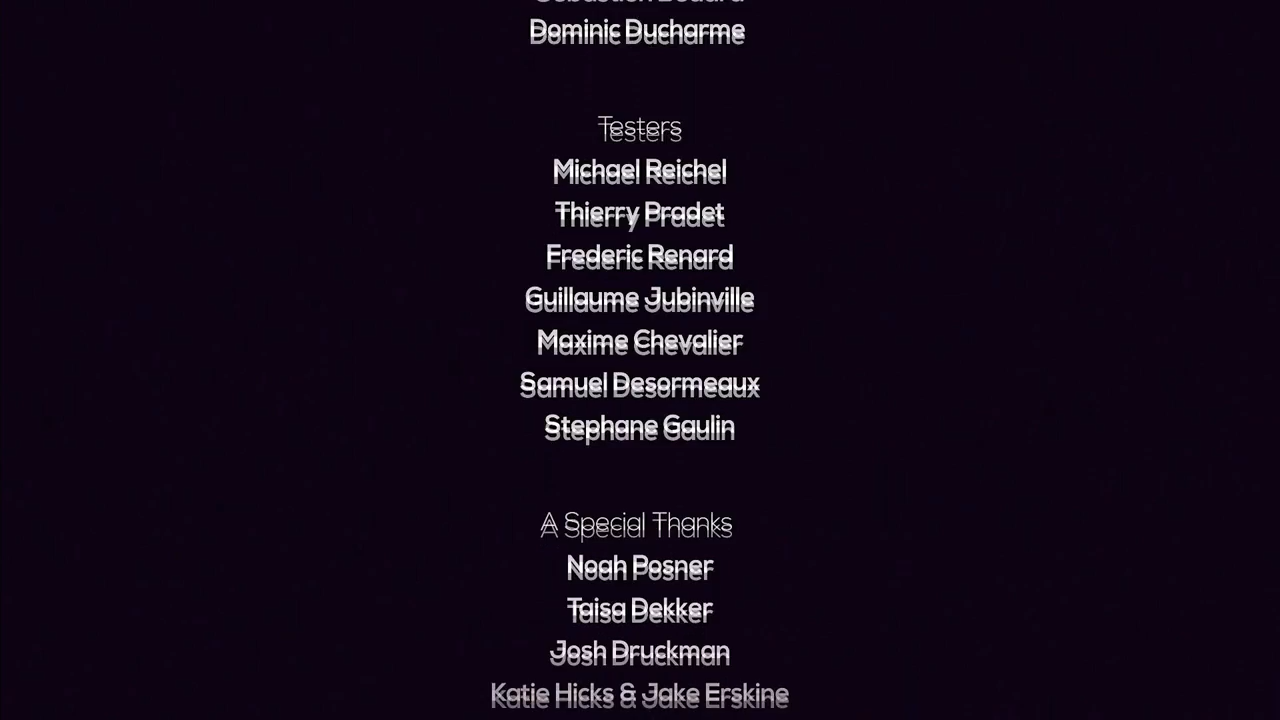 Dominic Ducharme
Testers
Michael Reichel
Thierry Pradet
Frederic Renard
Guillaume Jubinville
Maxime Chevalier
Samuel Desormeaux
Stephane Gaulin
A Special Thanks
Noah Posner
Taisa Dekker
Josh Druckman
Katie Hicks & Jake Erskine